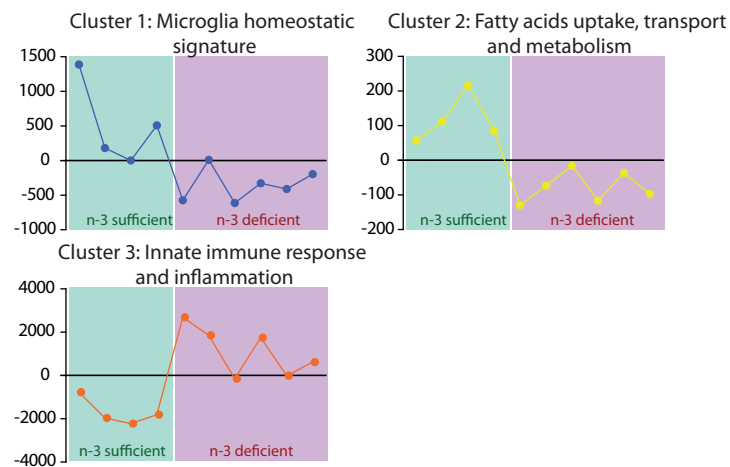 Cluster 1: Microglia homeostatic
signature
1500
1000
500
0
-500
-1000
n-3 sufficient
n-3 deficient
Cluster 2: Fatty acids uptake, transport
and metabolism
300
200
100
0
-100
-200
n-3 sufficient
n-3 deficient
Cluster 3: Innate immune response
and inflammation
4000
2000
0
-2000
-4000
n-3 sufficient
n-3 deficient